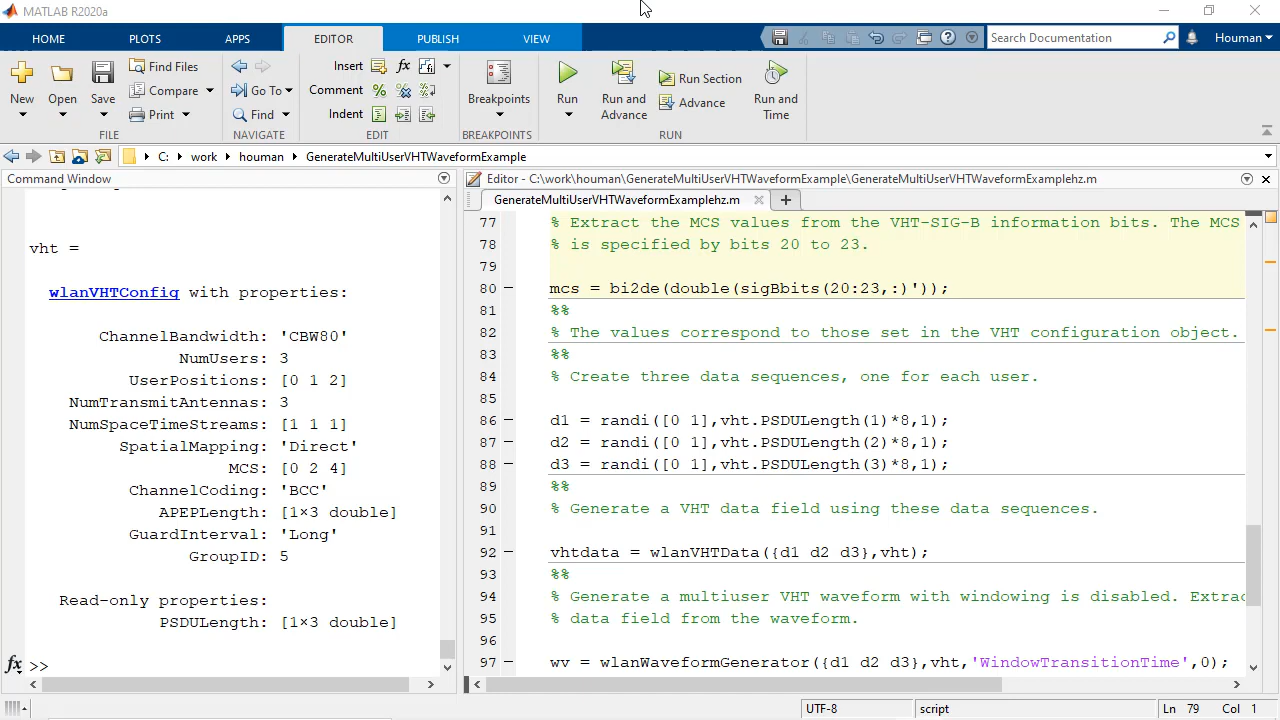 MATLAB R2020a
HOME PLOTS APPS EDITOR PUBLISH VIEW Search Documentation Houman
New Open Save Find Files Compare Print
FILE
Go To Find
NAVIGATE
Insert fx
Comment % %
Indent
EDIT
Breakpoints
BREAKPOINTS
Run Run and Advance Run Section Advance Run and Time
RUN
C: work houman GenerateMultiUserVHTWaveformExample
Command Window
vht =
wlanVHTConfig with properties:
ChannelBandwidth: 'CBW80'
NumUsers: 3
UserPositions: [0 1 2]
NumTransmitAntennas: 3
NumSpaceTimeStreams: [1 1 1]
SpatialMapping: 'Direct'
MCS: [0 2 4]
ChannelCoding: 'BCC'
APEPLength: [1×3 double]
GuardInterval: 'Long'
GroupID: 5
Read-only properties:
PSDULength: [1×3 double]
fx >>
Editor - C:\work\houman\GenerateMultiUserVHTWaveformExample\GenerateMultiUserVHTWaveformExamplehz.m
GenerateMultiUserVHTWaveformExamplehz.m
77 % Extract the MCS values from the VHT-SIG-B information bits. The MCS
78 % is specified by bits 20 to 23.
79
80 mcs = bi2de(double(sigBbits(20:23,:)'));
81 %%
82 % The values correspond to those set in the VHT configuration object.
83 %%
84 % Create three data sequences, one for each user.
85
86 d1 = randi([0 1],vht.PSDULength(1)*8,1);
87 d2 = randi([0 1],vht.PSDULength(2)*8,1);
88 d3 = randi([0 1],vht.PSDULength(3)*8,1);
89 %%
90 % Generate a VHT data field using these data sequences.
91
92 vhtdata = wlanVHTData({d1 d2 d3},vht);
93 %%
94 % Generate a multiuser VHT waveform with windowing is disabled. Extrac
95 % data field from the waveform.
96
97 wv = wlanWaveformGenerator({d1 d2 d3},vht,'WindowTransitionTime',0);
UTF-8 script Ln 79 Col 1